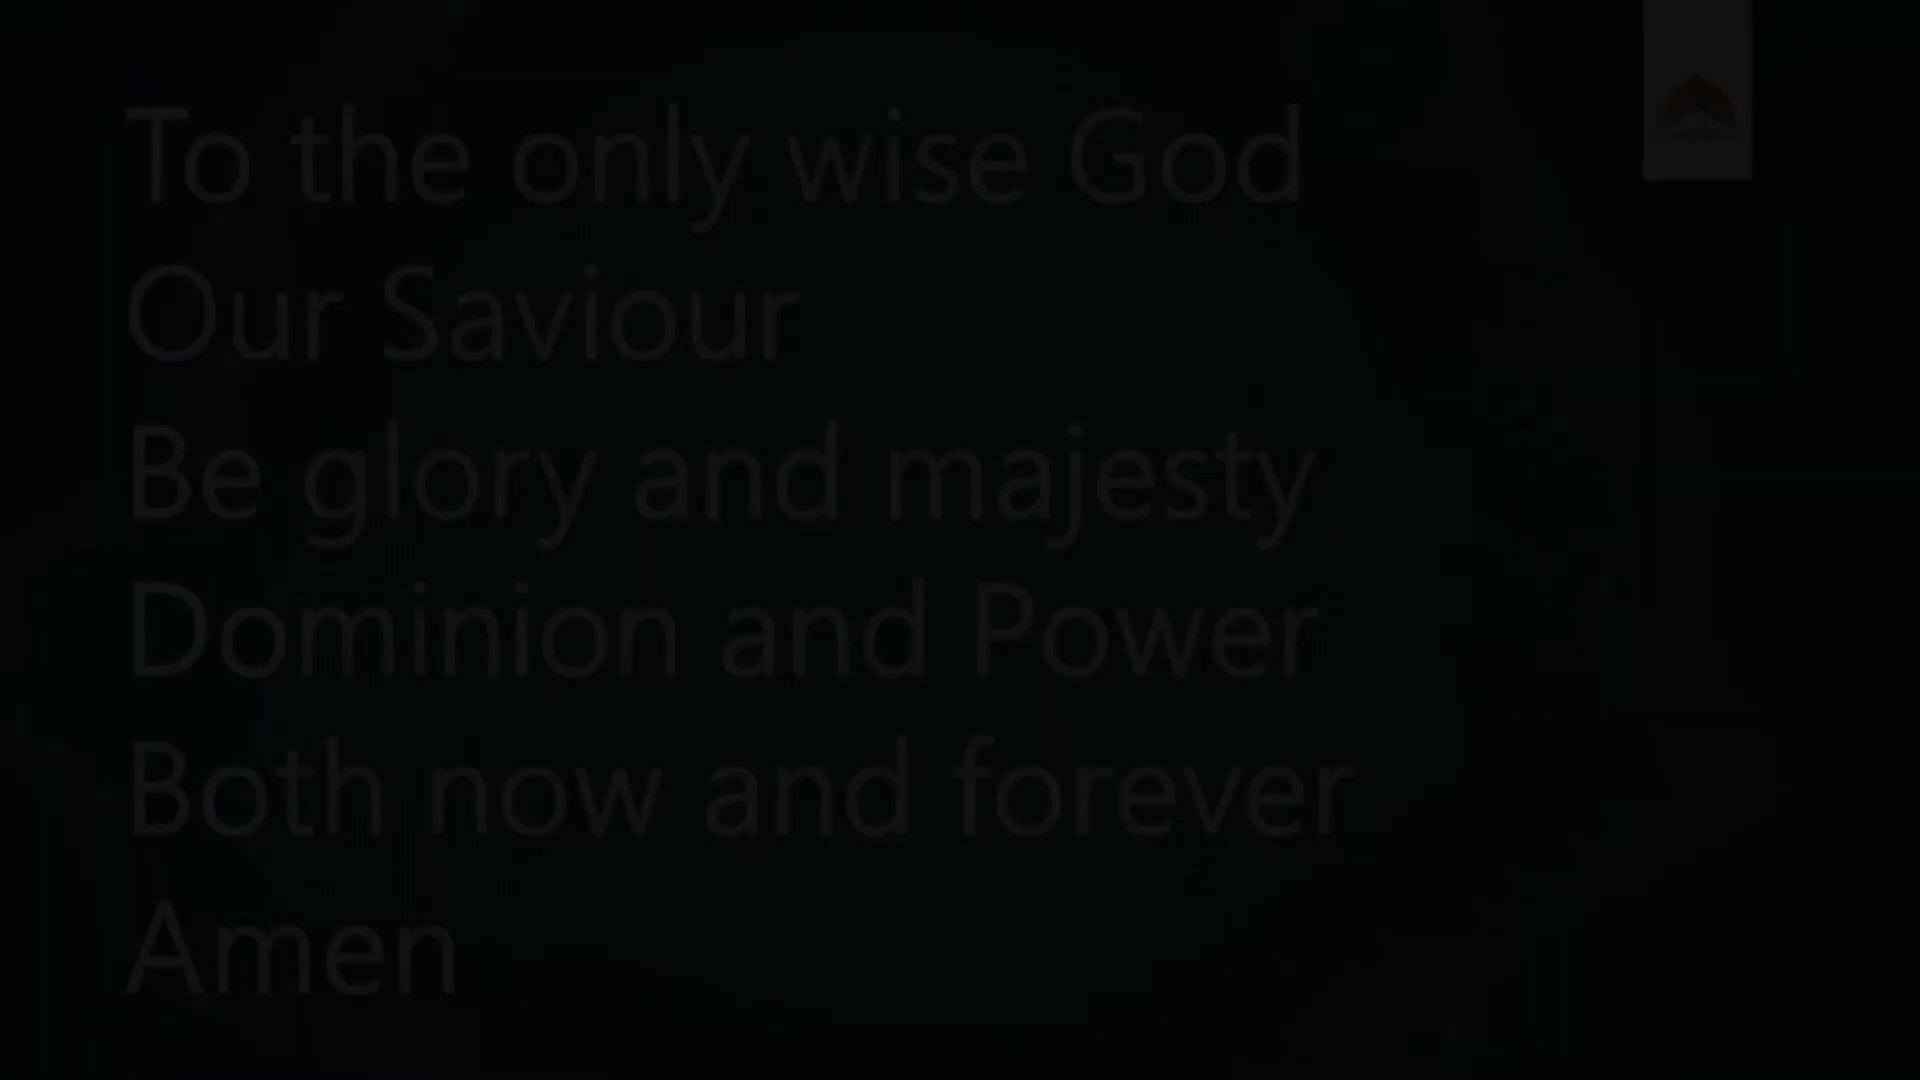 To the only wise God
Our Saviour
Be glory and majesty
Dominion and Power
Both now and forever
Amen